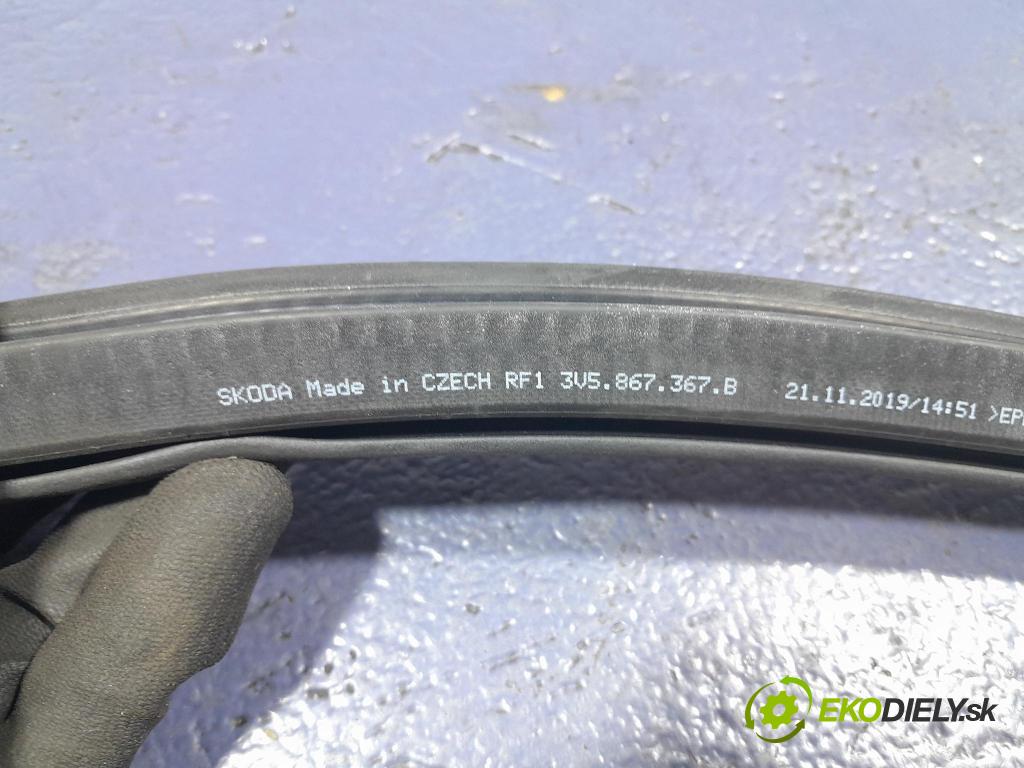 SKODA Made in CZECH RF1 3V5.867.367.B 21.11.2019/14:51 >EP
EKODIELY.sk